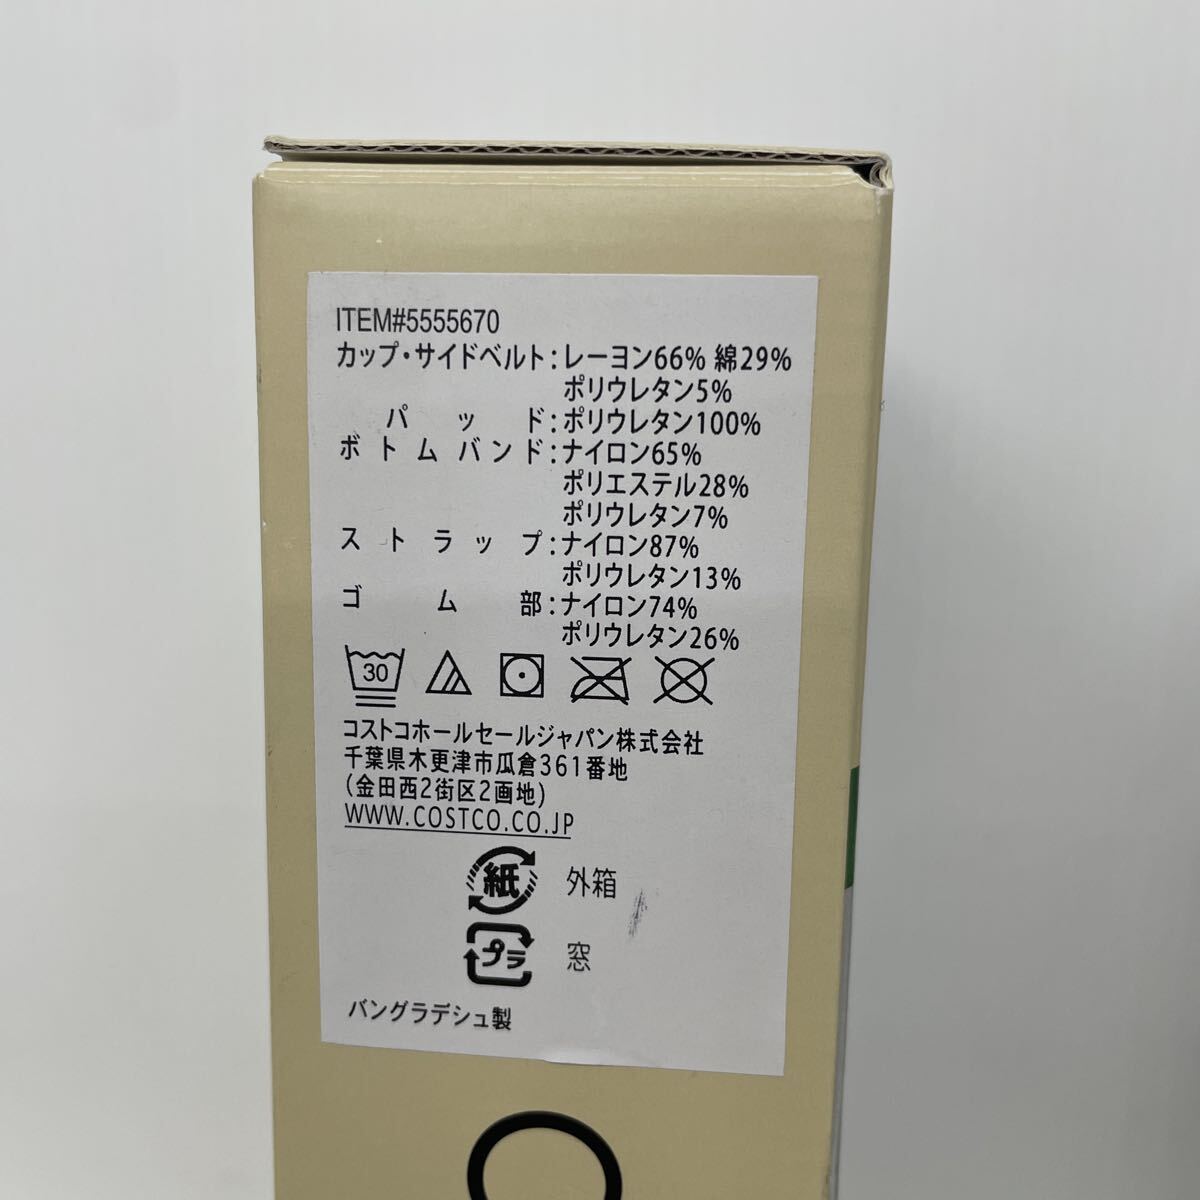 ITEM#5555670
カップ・サイドベルト:レーヨン66% 綿29%
ポリウレタン5%
パッド:ポリウレタン100%
ボトムバンド:ナイロン65%
ポリエステル28%
ポリウレタン7%
ストラップ:ナイロン87%
ポリウレタン13%
ゴム部:ナイロン74%
ポリウレタン26%
30
コストコホールセールジャパン株式会社
千葉県木更津市瓜倉361番地
(金田西2街区2画地)
WWW.COSTCO.CO.JP
紙 外箱
プラ 窓
バングラデシュ製